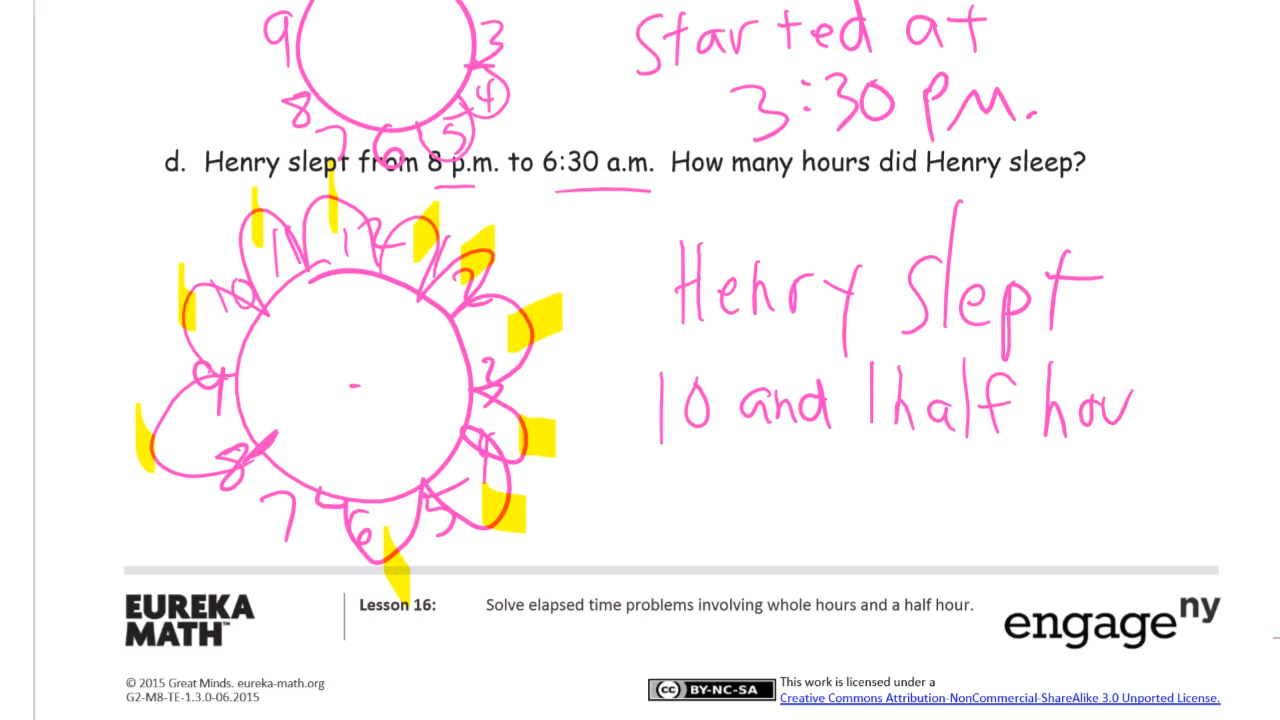 9
3
Started at
8
4
3:30 PM.
7
6
5
d. Henry slept from 8 p.m. to 6:30 a.m. How many hours did Henry sleep?
11
12
1
10
2
Henry slept
9
3
10 and 1 half hou
8
4
7
6
5
EUREKA
MATH™
Lesson 16: Solve elapsed time problems involving whole hours and a half hour.
engage ny
© 2015 Great Minds. eureka-math.org
G2-M8-TE-1.3.0-06.2015
cc BY-NC-SA
This work is licensed under a
Creative Commons Attribution-NonCommercial-ShareAlike 3.0 Unported License.